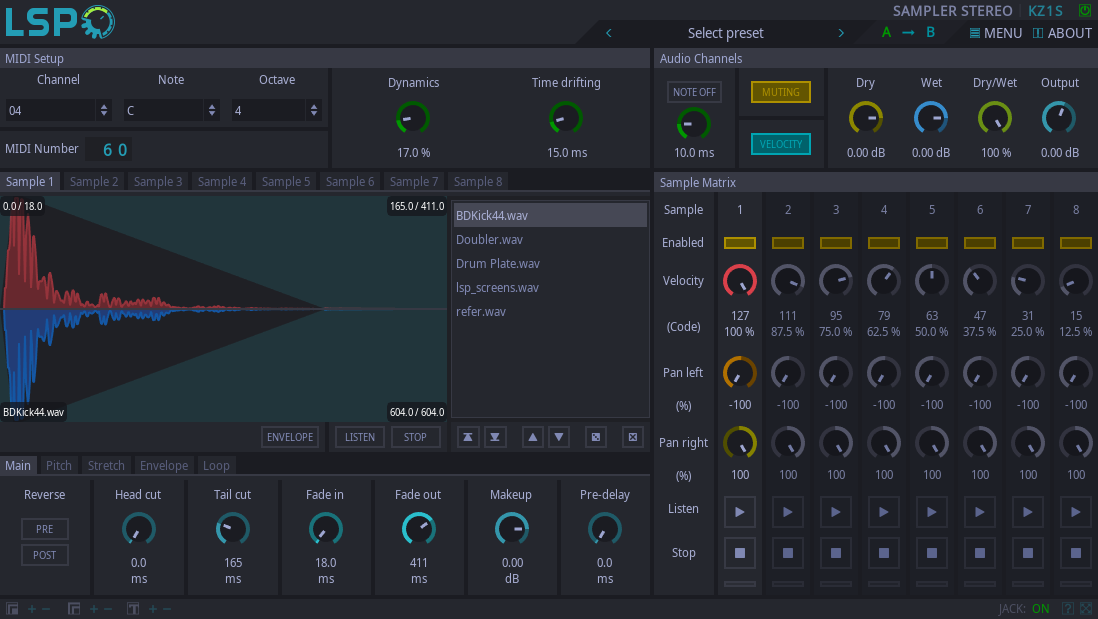 LSP
SAMPLER STEREO KZ1S
Select preset
A B
MENU ABOUT
MIDI Setup
Channel Note Octave
04 C 4
MIDI Number 60
Dynamics Time drifting
17.0 % 15.0 ms
Audio Channels
NOTE OFF
10.0 ms
MUTING
VELOCITY
Dry Wet Dry/Wet Output
0.00 dB 0.00 dB 100 % 0.00 dB
Sample 1 Sample 2 Sample 3 Sample 4 Sample 5 Sample 6 Sample 7 Sample 8
0.0 / 18.0 165.0 / 411.0
BDKick44.wav 604.0 / 604.0
BDKick44.wav
Doubler.wav
Drum Plate.wav
lsp_screens.wav
refer.wav
ENVELOPE LISTEN STOP
Main Pitch Stretch Envelope Loop
Reverse Head cut Tail cut Fade in Fade out Makeup Pre-delay
PRE
POST
0.0 165 18.0 411 0.00 0.0
ms ms ms ms dB ms
Sample Matrix
Sample 1 2 3 4 5 6 7 8
Enabled
Velocity
(Code) 127 111 95 79 63 47 31 15
100 % 87.5 % 75.0 % 62.5 % 50.0 % 37.5 % 25.0 % 12.5 %
Pan left
(%) -100 -100 -100 -100 -100 -100 -100 -100
Pan right
(%) 100 100 100 100 100 100 100 100
Listen
Stop
T
JACK: ON ?